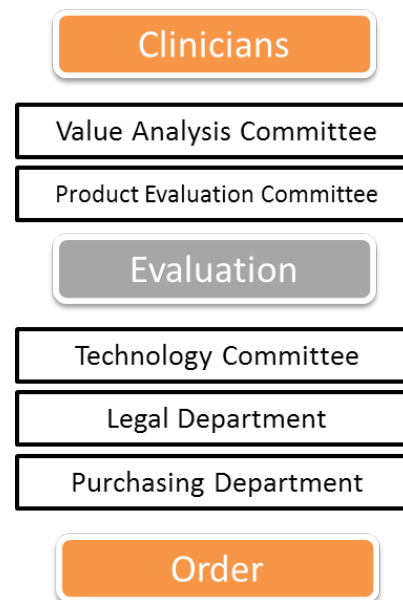 Clinicians
Value Analysis Committee
Product Evaluation Committee
Evaluation
Technology Committee
Legal Department
Purchasing Department
Order